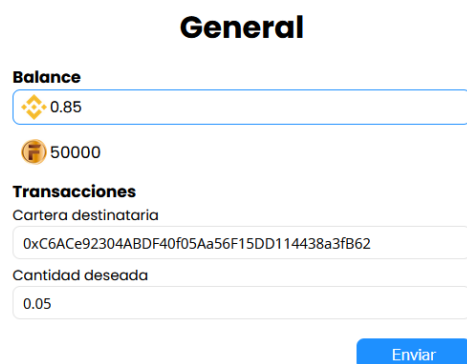 General
Balance
0.85
50000
Transacciones
Cartera destinataria
0xC6ACe92304ABDF40f05Aa56F15DD114438a3fB62
Cantidad deseada
0.05
Enviar